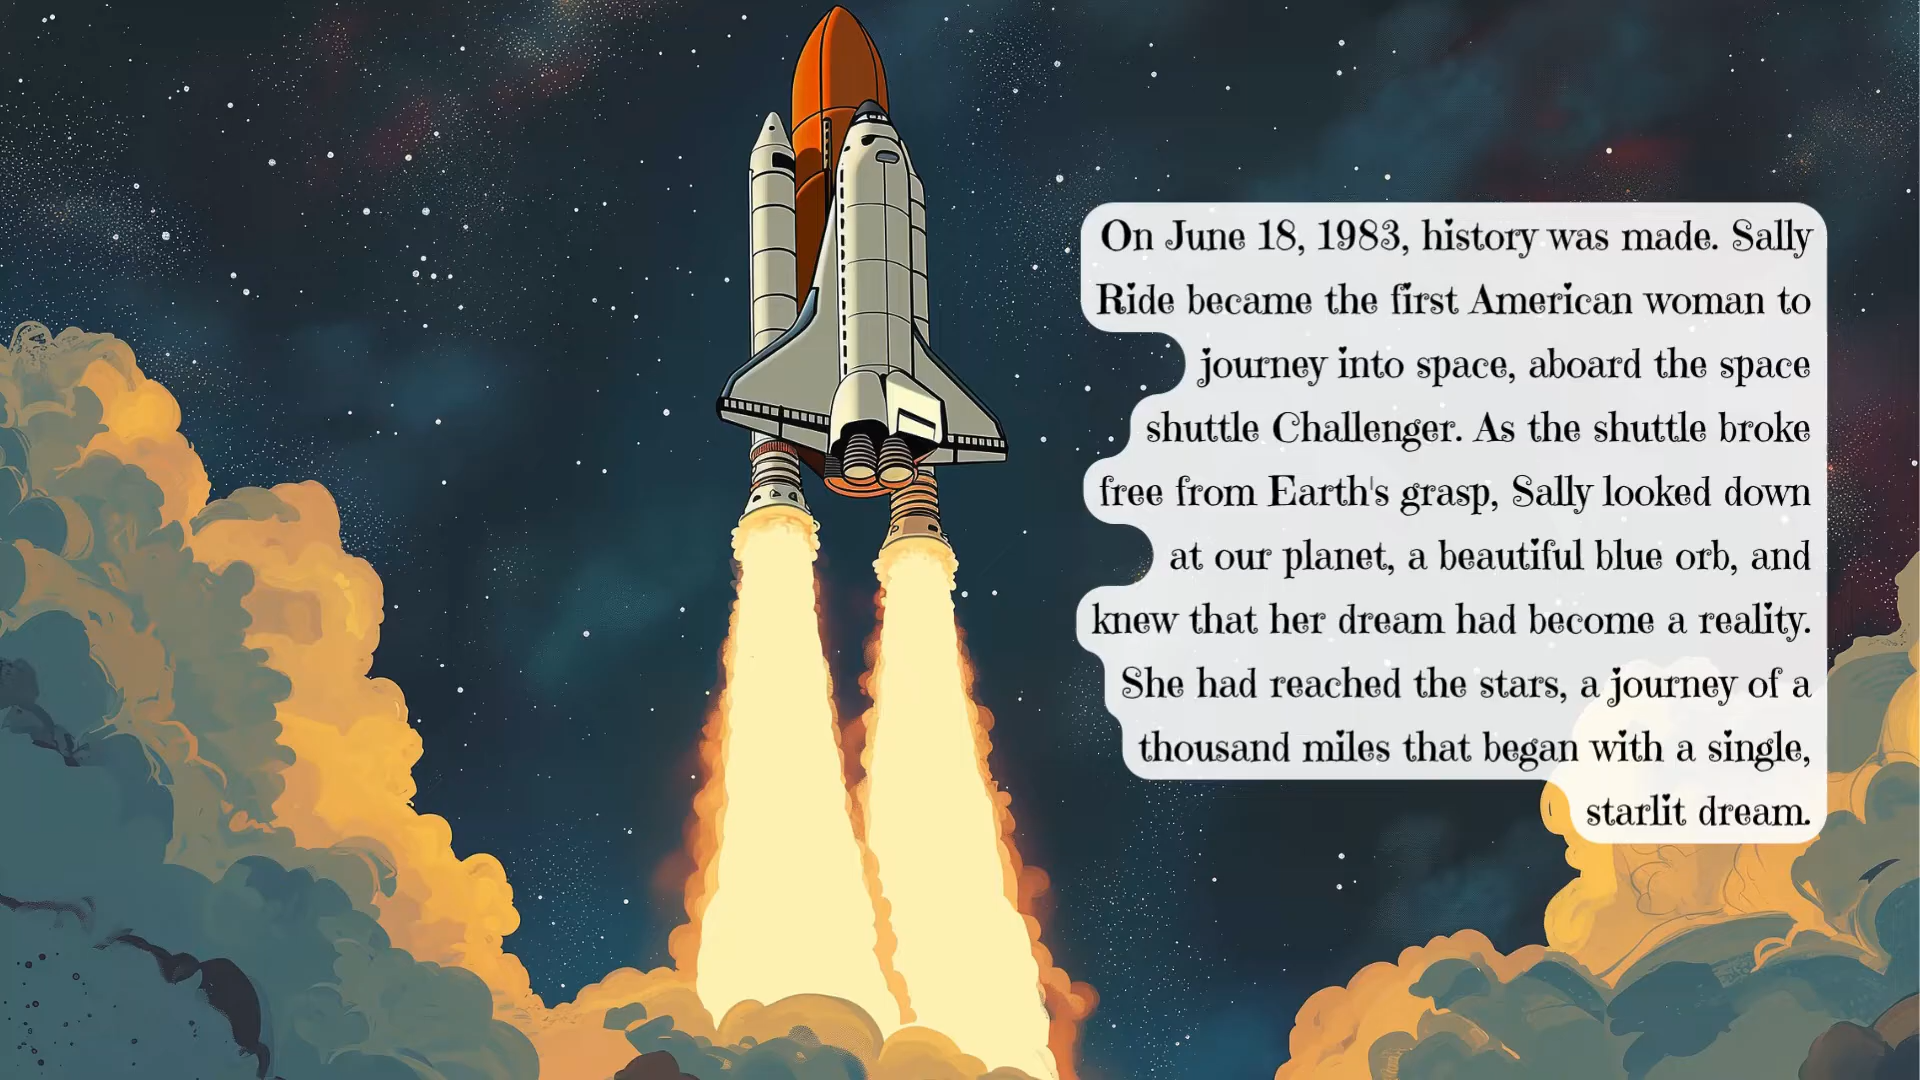 On June 18, 1983, history was made. Sally
Ride became the first American woman to
journey into space, aboard the space
shuttle Challenger. As the shuttle broke
free from Earth's grasp, Sally looked down
at our planet, a beautiful blue orb, and
knew that her dream had become a reality.
She had reached the stars, a journey of a
thousand miles that began with a single,
starlit dream.